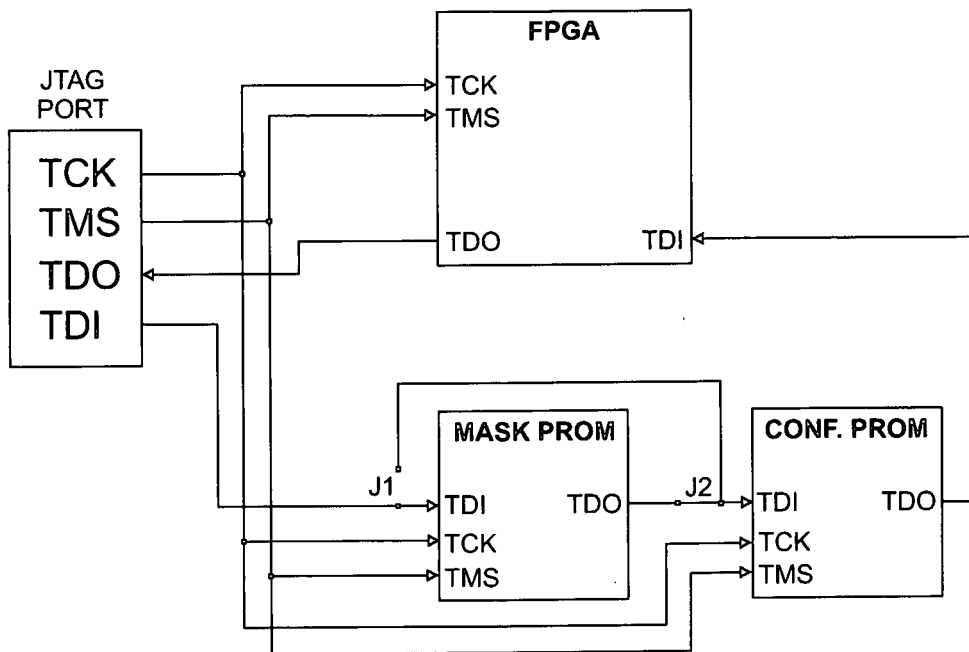 JTAG
PORT
TCK
TMS
TDO
TDI
FPGA
TCK
TMS
TDO
TDI
J1
MASK PROM
TDI
TDO
TCK
TMS
J2
CONF. PROM
TDI
TDO
TCK
TMS